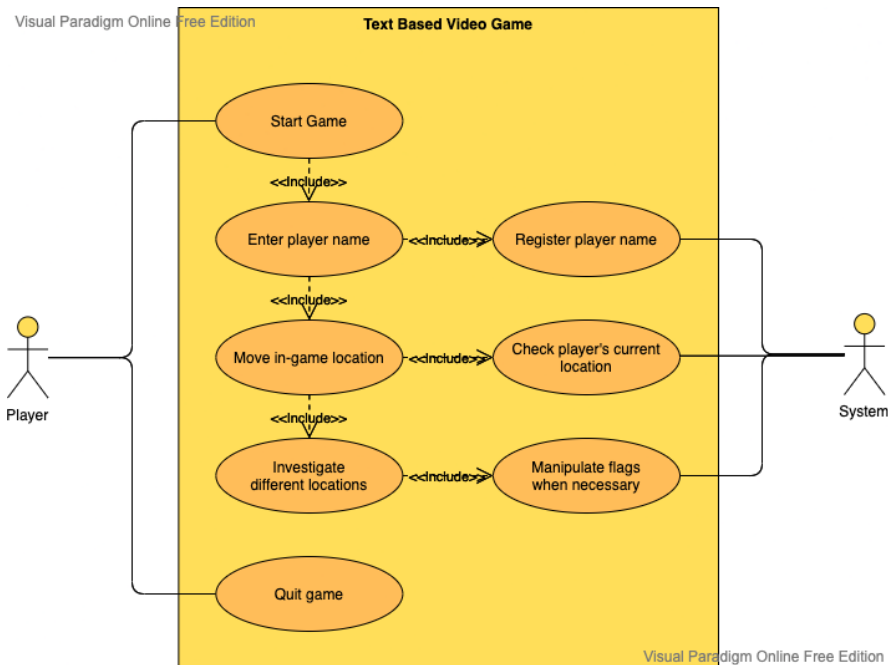 Visual Paradigm Online Free Edition
Text Based Video Game
Start Game
<<Include>>
Enter player name
<<Include>>
Register player name
<<Include>>
Move in-game location
<<Include>>
Check player's current
location
Player
System
<<Include>>
Investigate
different locations
<<Include>>
Manipulate flags
when necessary
Quit game
Visual Paradigm Online Free Edition